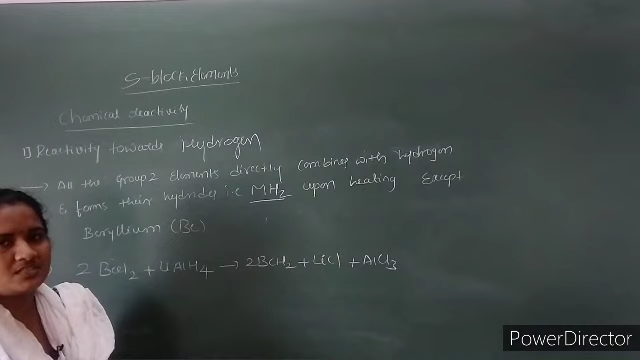 S-block Elements
Chemical reactivity
1) Reactivity towards Hydrogen
→ All the group 2 Elements directly combines with hydrogen
& forms their hydrides i.e MH2 upon heating Except
Beryllium (Be)
2 BeCl2 + LiAlH4 → 2BeH2 + LiCl + AlCl3
PowerDirector